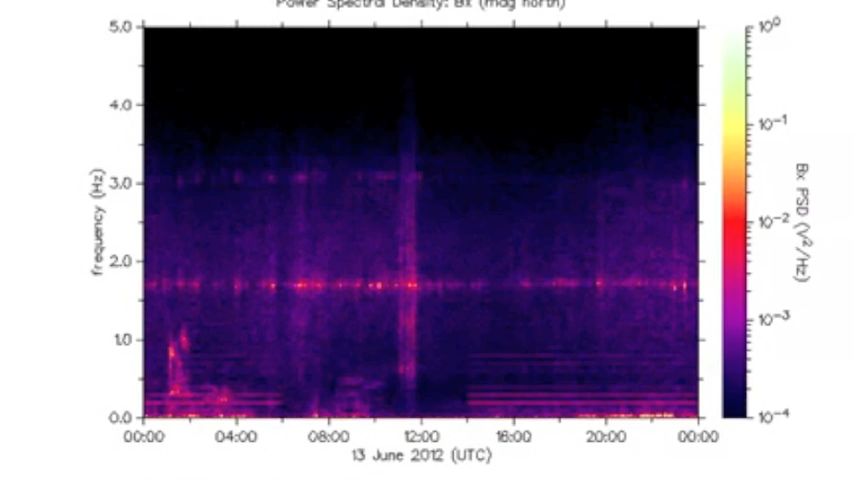 Power Spectral Density: Bx (mag north)
5.0
4.0
3.0
2.0
1.0
0.0
frequency (Hz)
00:00 04:00 08:00 12:00 16:00 20:00 00:00
13 June 2012 (UTC)
10⁰
10⁻¹
10⁻²
10⁻³
10⁻⁴
Bx PSD (V²/Hz)